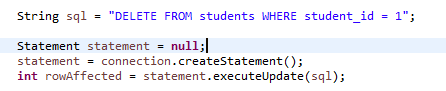 String sql = "DELETE FROM students WHERE student_id = 1";
Statement statement = null;
statement = connection.createStatement();
int rowAffected = statement.executeUpdate(sql);